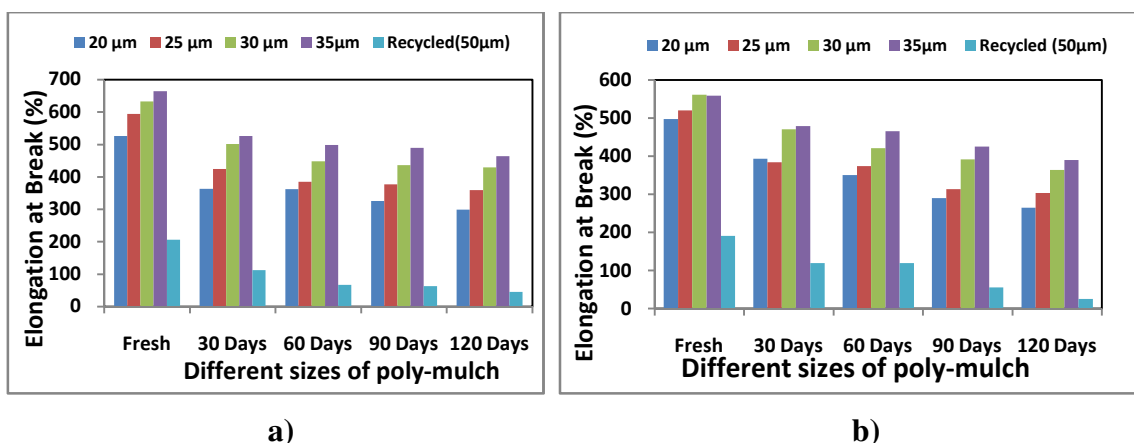 20 µm 25 µm 30 µm 35µm Recycled(50µm)
Elongation at Break (%)
700
600
500
400
300
200
100
0
Fresh 30 Days 60 Days 90 Days 120 Days
Different sizes of poly-mulch
a)
20 µm 25 µm 30 µm 35µm Recycled (50µm)
Elongation at Break (%)
600
500
400
300
200
100
0
Fresh 30 Days 60 Days 90 Days 120 Days
Different sizes of poly-mulch
b)